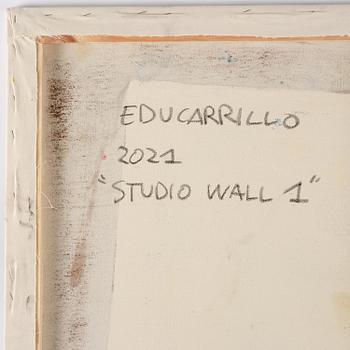 EDUCARRILLO
2021
"STUDIO WALL 1"